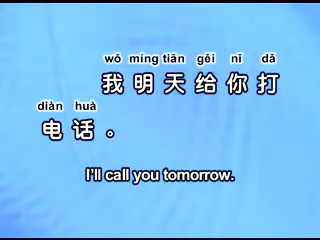 wǒ míng tiān gěi nǐ dǎ
我明天给你打
diàn huà
电话。
I'll call you tomorrow.